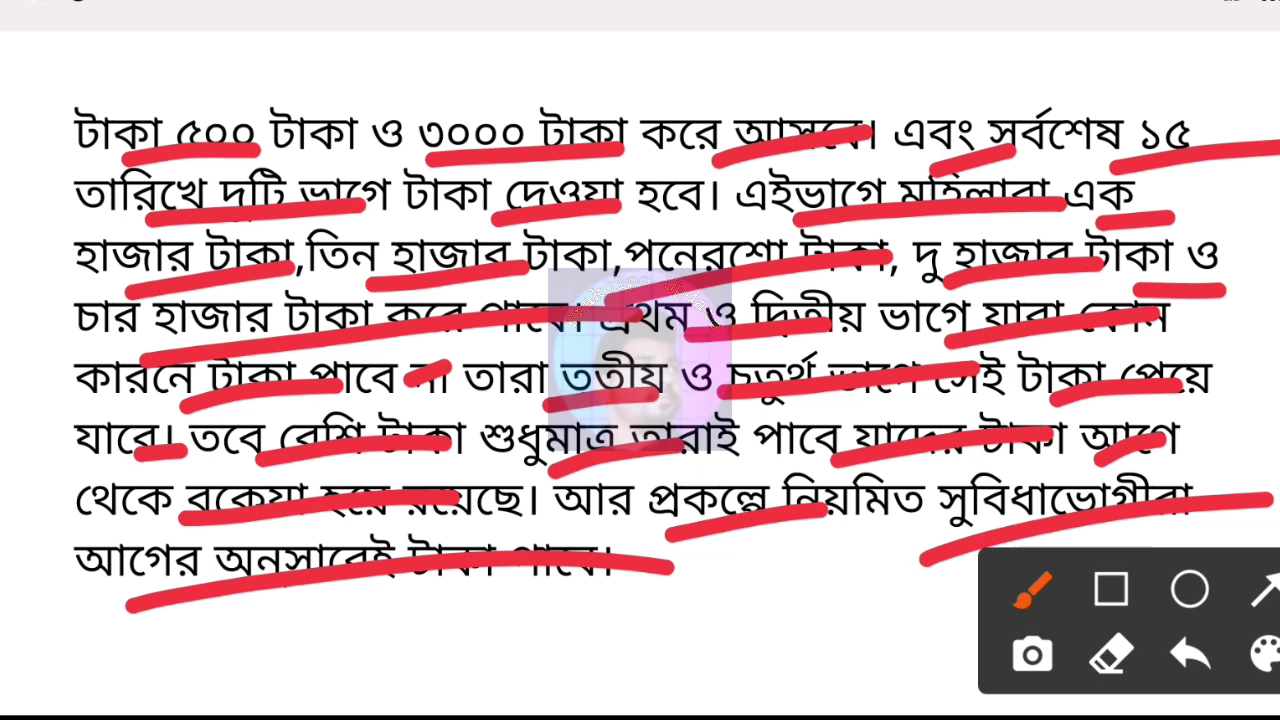 টাকা ৫০০ টাকা ও ৩০০০ টাকা করে আসবে। এবং সর্বশেষ ১৫
তারিখে দুটি ভাগে টাকা দেওয়া হবে। এইভাগে মহিলারা এক
হাজার টাকা,তিন হাজার টাকা,পনেরশো টাকা, দু হাজার টাকা ও
চার হাজার টাকা করে পাবে। প্রথম ও দ্বিতীয় ভাগে যারা কোন
কারনে টাকা পাবে না তারা তৃতীয় ও চতুর্থ ভাগে সেই টাকা পেয়ে
যাবে। তবে বেশি টাকা শুধুমাত্র তারাই পাবে যাদের টাকা আগে
থেকে বকেয়া হয়ে রয়েছে। আর প্রকল্পে নিয়মিত সুবিধাভোগীরা
আগের অনুসারেই টাকা পাবে।